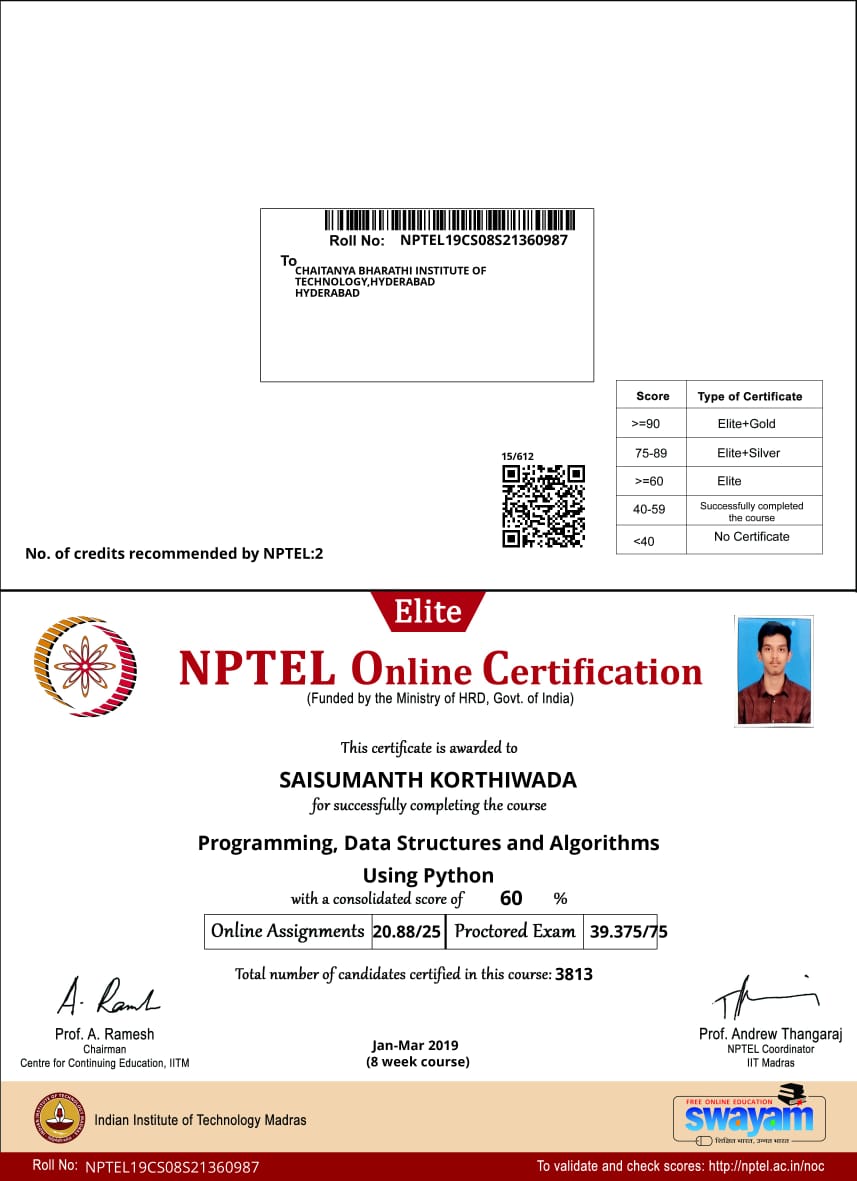 Roll No: NPTEL19CS08S21360987
To
CHAITANYA BHARATHI INSTITUTE OF
TECHNOLOGY,HYDERABAD
HYDERABAD
Score Type of Certificate
>=90 Elite+Gold
75-89 Elite+Silver
>=60 Elite
40-59 Successfully completed
the course
<40 No Certificate
15/612
No. of credits recommended by NPTEL:2
Elite
NPTEL Online Certification
(Funded by the Ministry of HRD, Govt. of India)
This certificate is awarded to
SAISUMANTH KORTHIWADA
for successfully completing the course
Programming, Data Structures and Algorithms
Using Python
with a consolidated score of 60 %
Online Assignments 20.88/25 Proctored Exam 39.375/75
Total number of candidates certified in this course: 3813
A. Ramesh
Prof. A. Ramesh
Chairman
Centre for Continuing Education, IITM
Jan-Mar 2019
(8 week course)
Prof. Andrew Thangaraj
NPTEL Coordinator
IIT Madras
Indian Institute of Technology Madras
FREE ONLINE EDUCATION
swayam
शिक्षित भारत, उन्नत भारत
Roll No: NPTEL19CS08S21360987
To validate and check scores: http://nptel.ac.in/noc